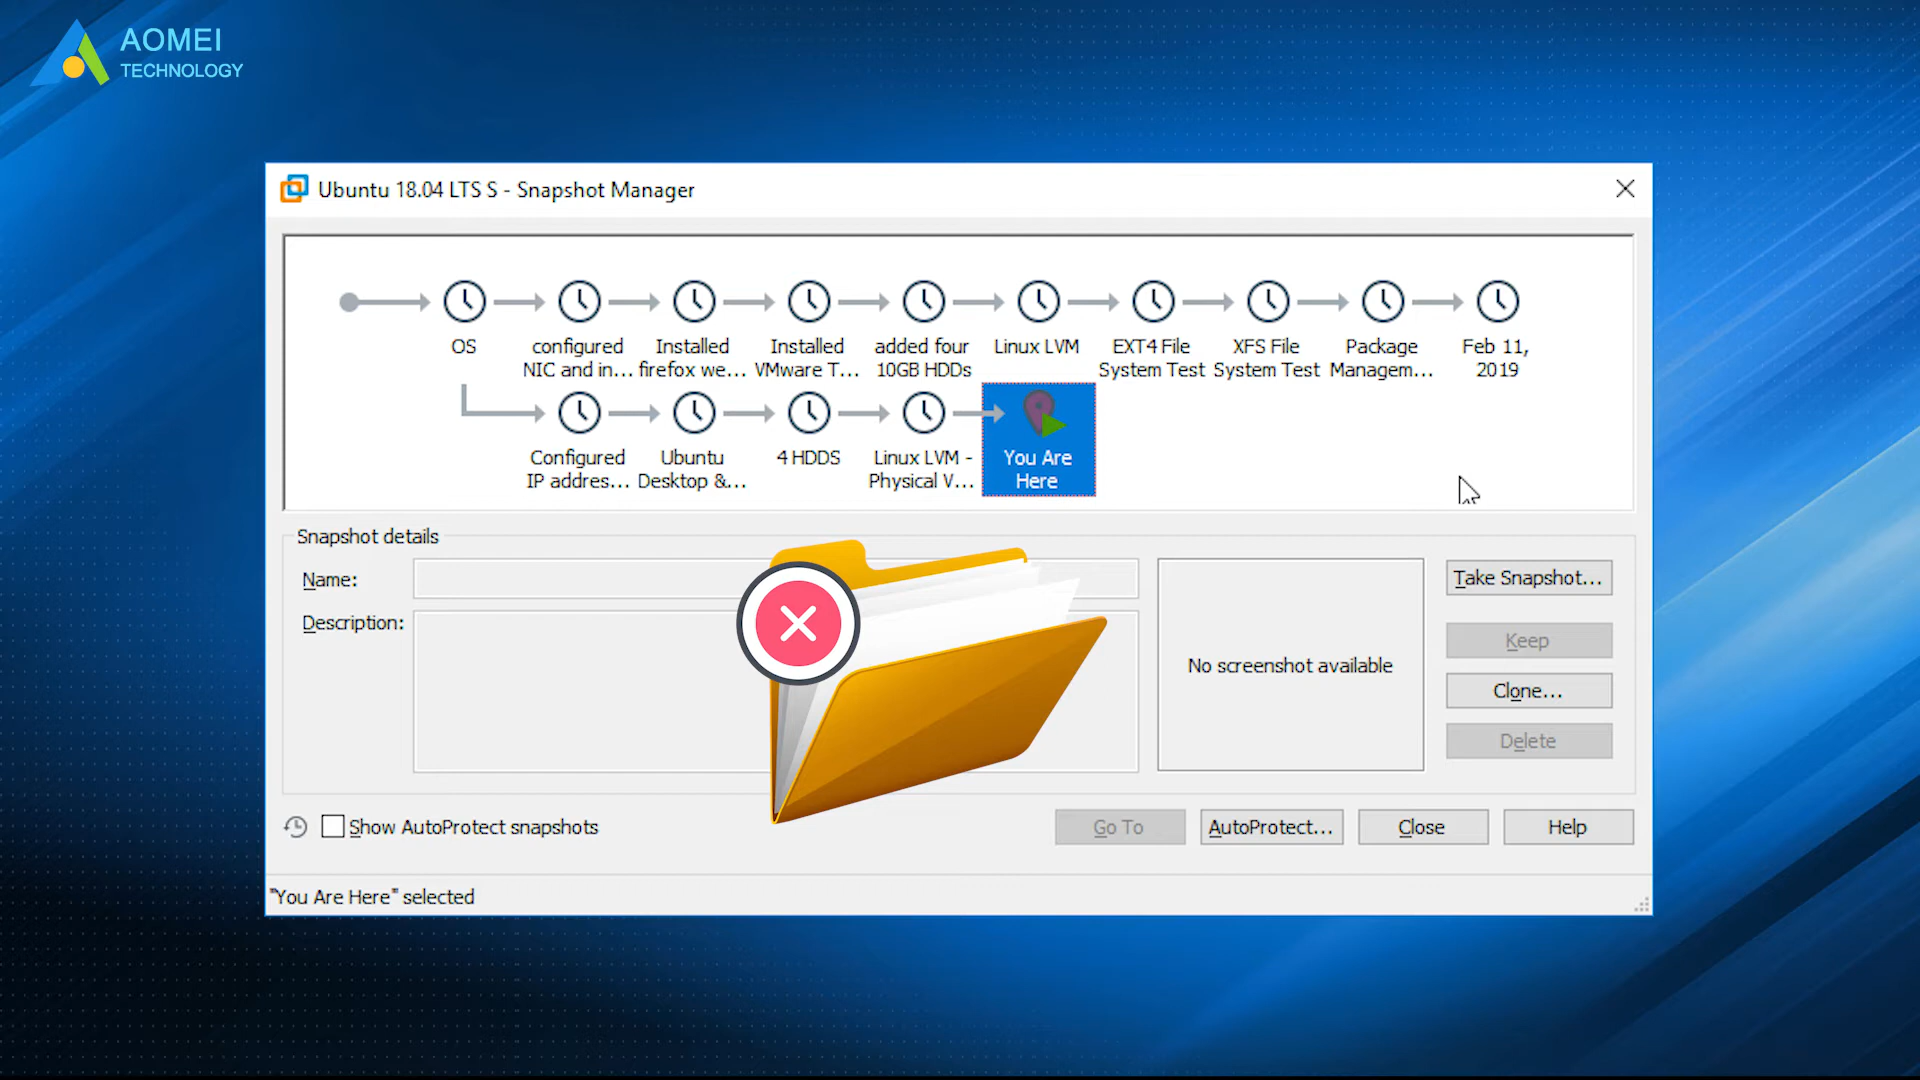 AOMEI
TECHNOLOGY
Ubuntu 18.04 LTS S - Snapshot Manager
OS
configured
NIC and in...
Installed
firefox we...
Installed
VMware T...
added four
10GB HDDs
Linux LVM
EXT4 File
System Test
XFS File
System Test
Package
Managem...
Feb 11,
2019
Configured
IP addres...
Ubuntu
Desktop &...
4 HDDS
Linux LVM -
Physical V...
You Are
Here
Snapshot details
Name:
Description:
No screenshot available
Take Snapshot...
Keep
Clone...
Delete
Show AutoProtect snapshots
Go To
AutoProtect...
Close
Help
"You Are Here" selected